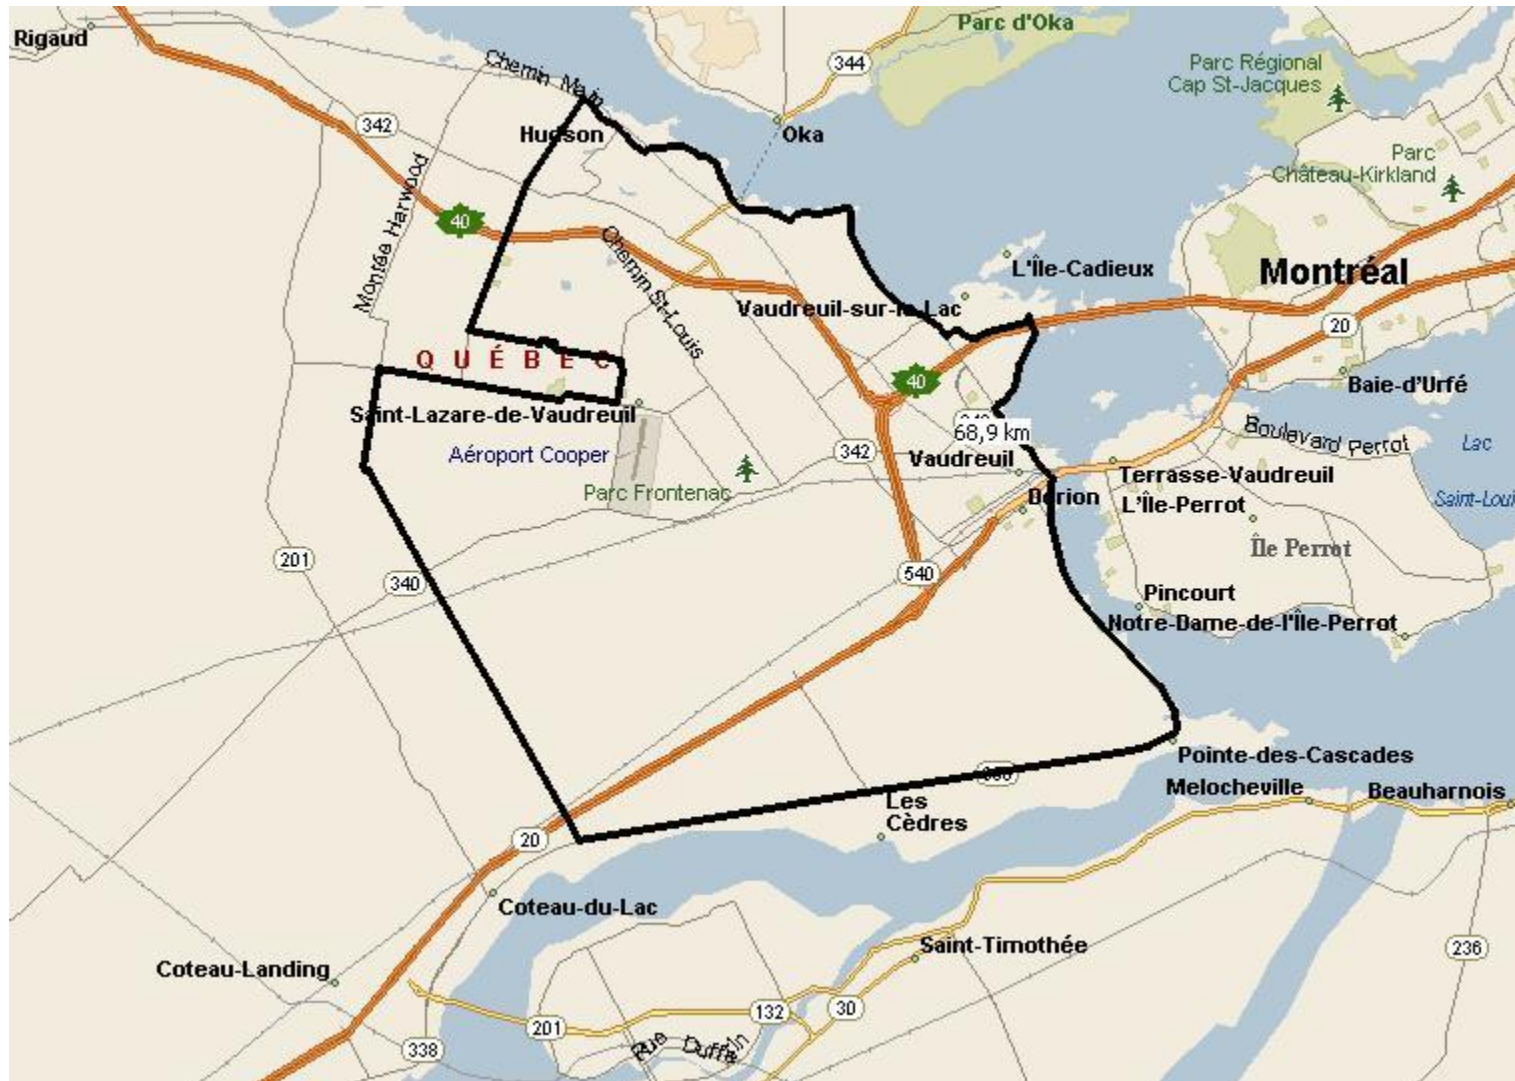 Rigaud
Parc d'Oka
344
Parc Régional
Cap St-Jacques
Chemin Main
342
Hudson
Oka
Parc
Château-Kirkland
Montée Harwood
40
Chemin St-Louis
L'Île-Cadieux
Montréal
Vaudreuil-sur-le-Lac
20
QUÉBEC
40
Baie-d'Urfé
Saint-Lazare-de-Vaudreuil
68,9 km
Boulevard Perrot
Lac
Aéroport Cooper
342
Vaudreuil
Terrasse-Vaudreuil
Parc Frontenac
Dorion
L'Île-Perrot
Île Perrot
201
340
540
Pincourt
Notre-Dame-de-l'Île-Perrot
Pointe-des-Cascades
Melocheville
Beauharnois
Les
Cèdres
20
Coteau-du-Lac
Saint-Timothée
236
Coteau-Landing
132
30
201
338